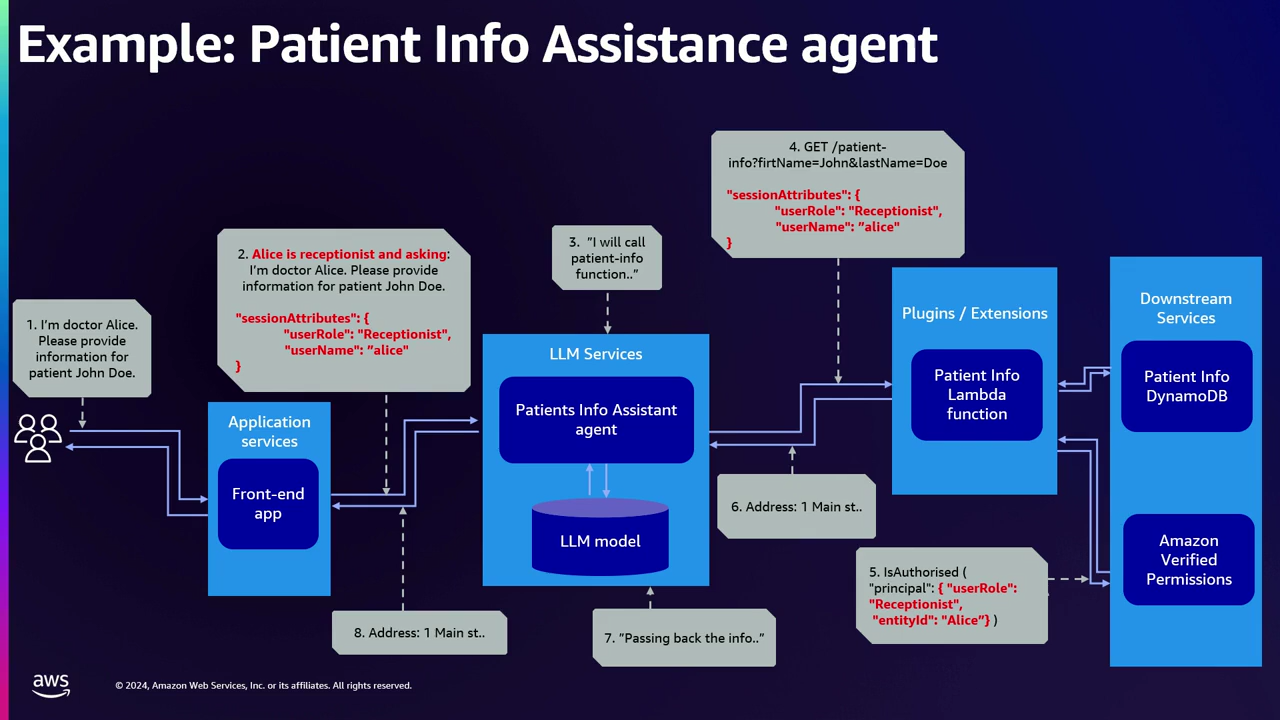 Example: Patient Info Assistance agent
4. GET /patient-
info?firtName=John&lastName=Doe
"sessionAttributes": {
"userRole": "Receptionist",
"userName": ”alice"
}
2. Alice is receptionist and asking:
I’m doctor Alice. Please provide
information for patient John Doe.
"sessionAttributes": {
"userRole": "Receptionist",
"userName": ”alice"
}
3. ”I will call
patient-info
function..”
1. I’m doctor Alice.
Please provide
information for
patient John Doe.
Application
services
Front-end
app
LLM Services
Patients Info Assistant
agent
LLM model
Plugins / Extensions
Patient Info
Lambda
function
Downstream
Services
Patient Info
DynamoDB
Amazon
Verified
Permissions
6. Address: 1 Main st..
5. IsAuthorised (
"principal": { "userRole":
"Receptionist",
"entityId": "Alice”} )
8. Address: 1 Main st..
7. ”Passing back the info..”
aws
© 2024, Amazon Web Services, Inc. or its affiliates. All rights reserved.